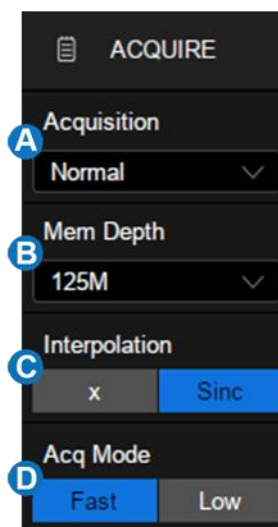 ACQUIRE
Acquisition
A
Normal
Mem Depth
B
125M
Interpolation
C
x Sinc
Acq Mode
D
Fast Low